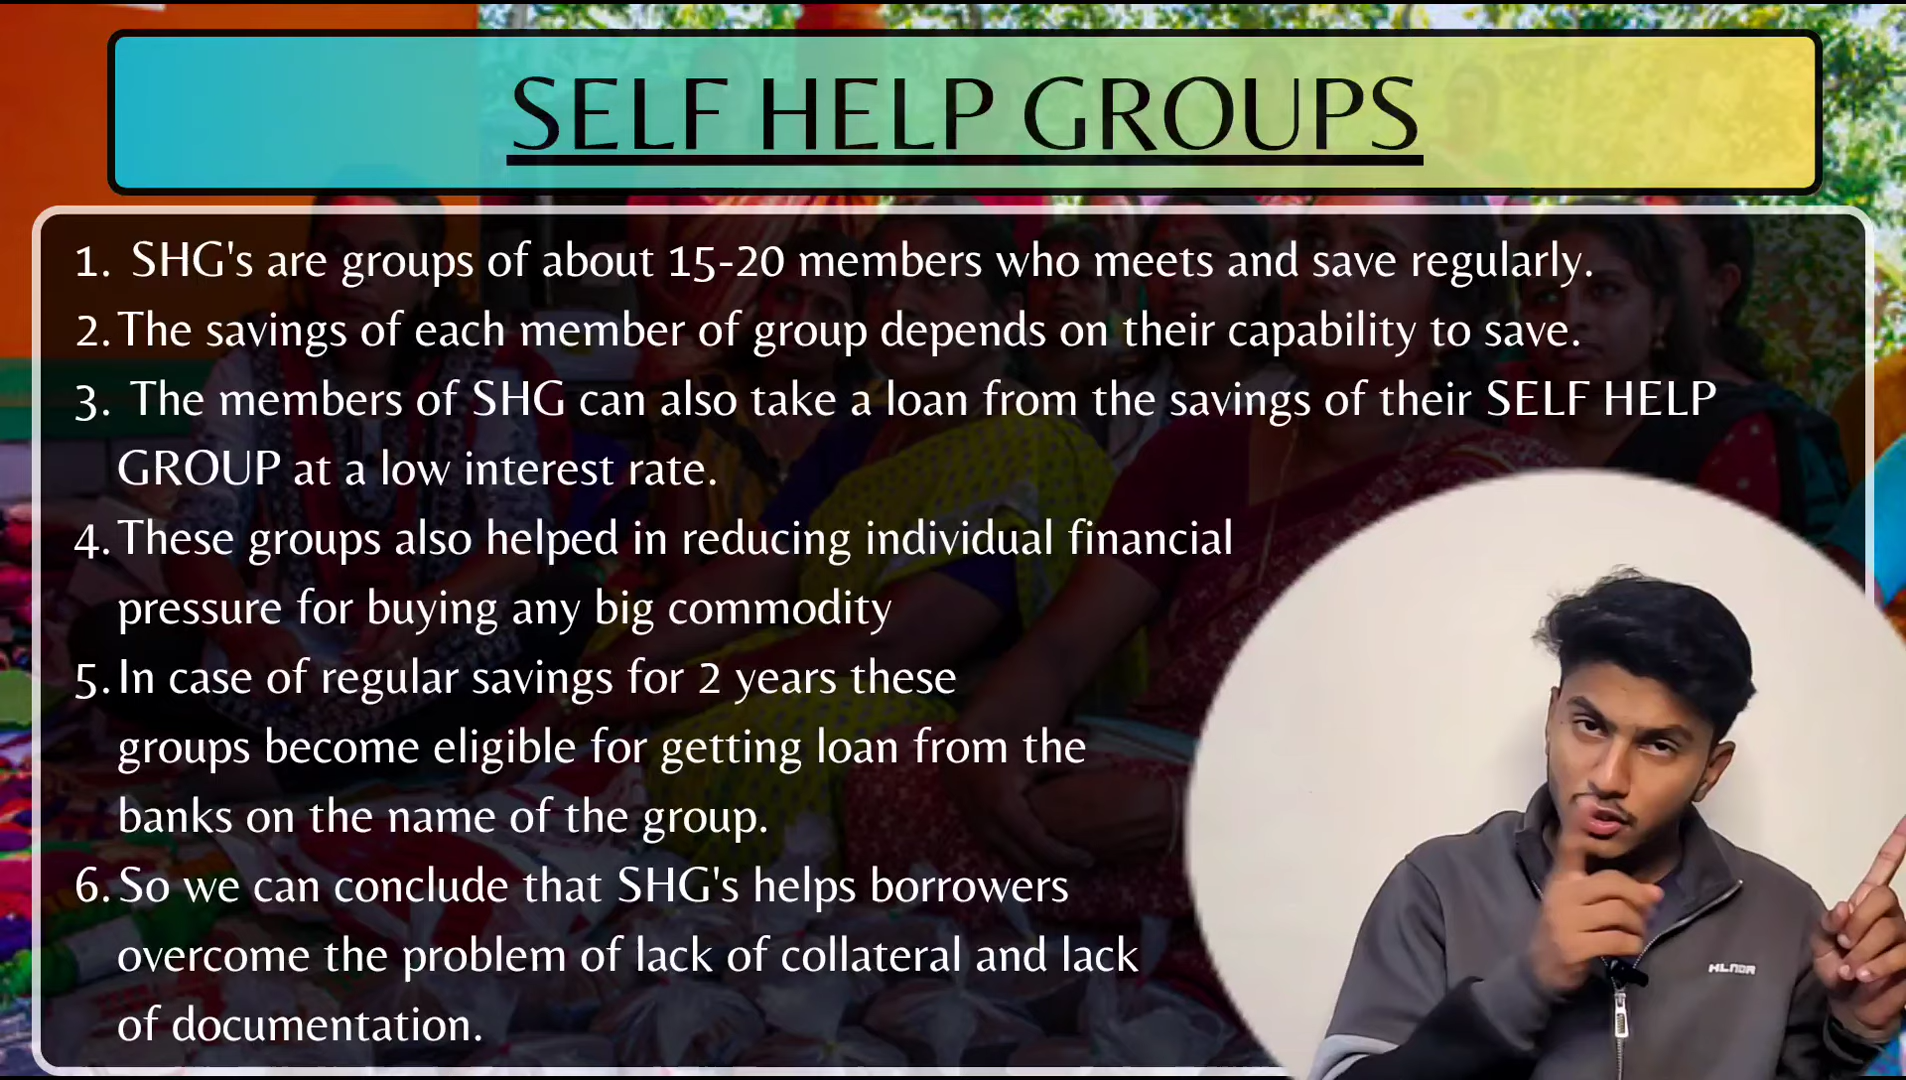 SELF HELP GROUPS
1. SHG's are groups of about 15-20 members who meets and save regularly.
2. The savings of each member of group depends on their capability to save.
3. The members of SHG can also take a loan from the savings of their SELF HELP
GROUP at a low interest rate.
4. These groups also helped in reducing individual financial
pressure for buying any big commodity
5. In case of regular savings for 2 years these
groups become eligible for getting loan from the
banks on the name of the group.
6. So we can conclude that SHG's helps borrowers
overcome the problem of lack of collateral and lack
of documentation.